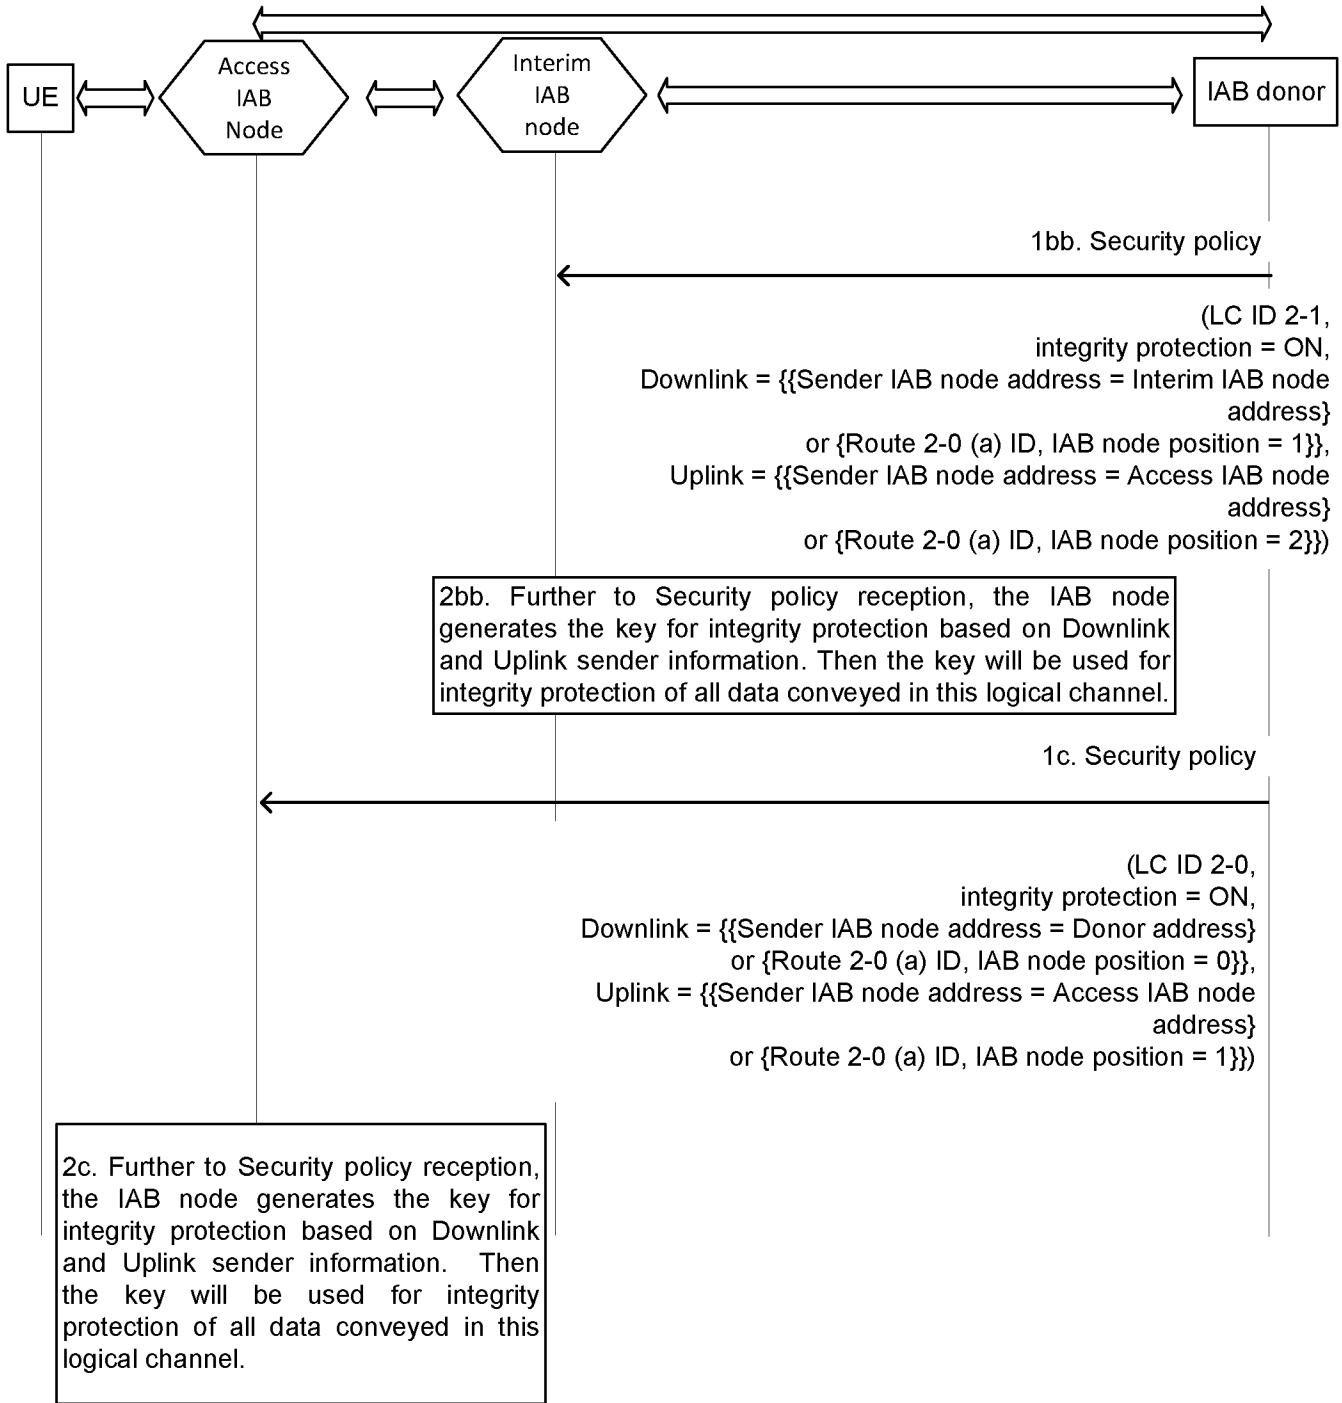 UE
Access
IAB
Node
Interim
IAB
node
IAB donor
1bb. Security policy
(LC ID 2-1,
integrity protection = ON,
Downlink = {{Sender IAB node address = Interim IAB node
address}
or {Route 2-0 (a) ID, IAB node position = 1}},
Uplink = {{Sender IAB node address = Access IAB node
address}
or {Route 2-0 (a) ID, IAB node position = 2}})
2bb. Further to Security policy reception, the IAB node
generates the key for integrity protection based on Downlink
and Uplink sender information. Then the key will be used for
integrity protection of all data conveyed in this logical channel.
1c. Security policy
(LC ID 2-0,
integrity protection = ON,
Downlink = {{Sender IAB node address = Donor address}
or {Route 2-0 (a) ID, IAB node position = 0}},
Uplink = {{Sender IAB node address = Access IAB node
address}
or {Route 2-0 (a) ID, IAB node position = 1}})
2c. Further to Security policy reception,
the IAB node generates the key for
integrity protection based on Downlink
and Uplink sender information. Then
the key will be used for integrity
protection of all data conveyed in this
logical channel.